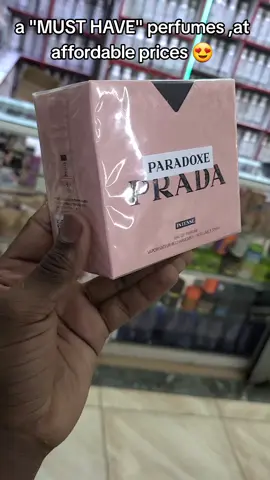 a "MUST HAVE" perfumes ,at
affordable prices😍
PARADOXE
PRADA
INTENSE